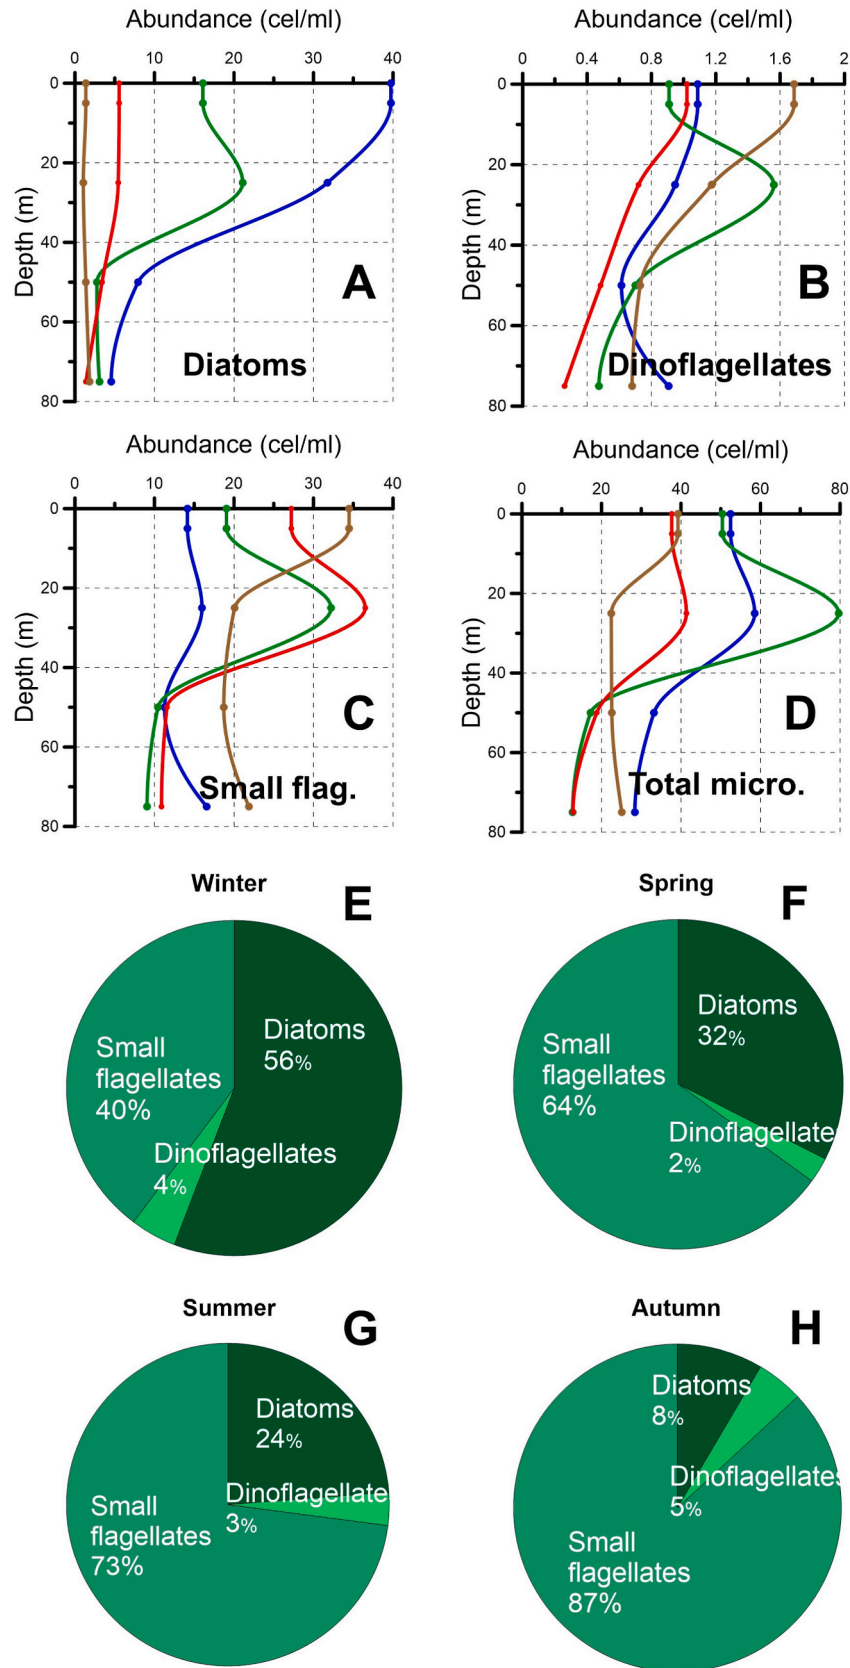 Abundance (cel/ml)
0 10 20 30 40
0
20
40
60
80
Depth (m)
A
Diatoms
Abundance (cel/ml)
0 0.4 0.8 1.2 1.6 2
0
20
40
60
80
Depth (m)
B
Dinoflagellates
Abundance (cel/ml)
0 10 20 30 40
0
20
40
60
80
Depth (m)
C
Small flag.
Abundance (cel/ml)
0 20 40 60 80
0
20
40
60
80
Depth (m)
D
Total micro.
Winter
E
Diatoms
56%
Small
flagellates
40%
Dinoflagellates
4%
Spring
F
Diatoms
32%
Small
flagellates
64%
Dinoflagellate
2%
Summer
G
Diatoms
24%
Dinoflagellate
3%
Small
flagellates
73%
Autumn
H
Diatoms
8%
Dinoflagellates
5%
Small
flagellates
87%